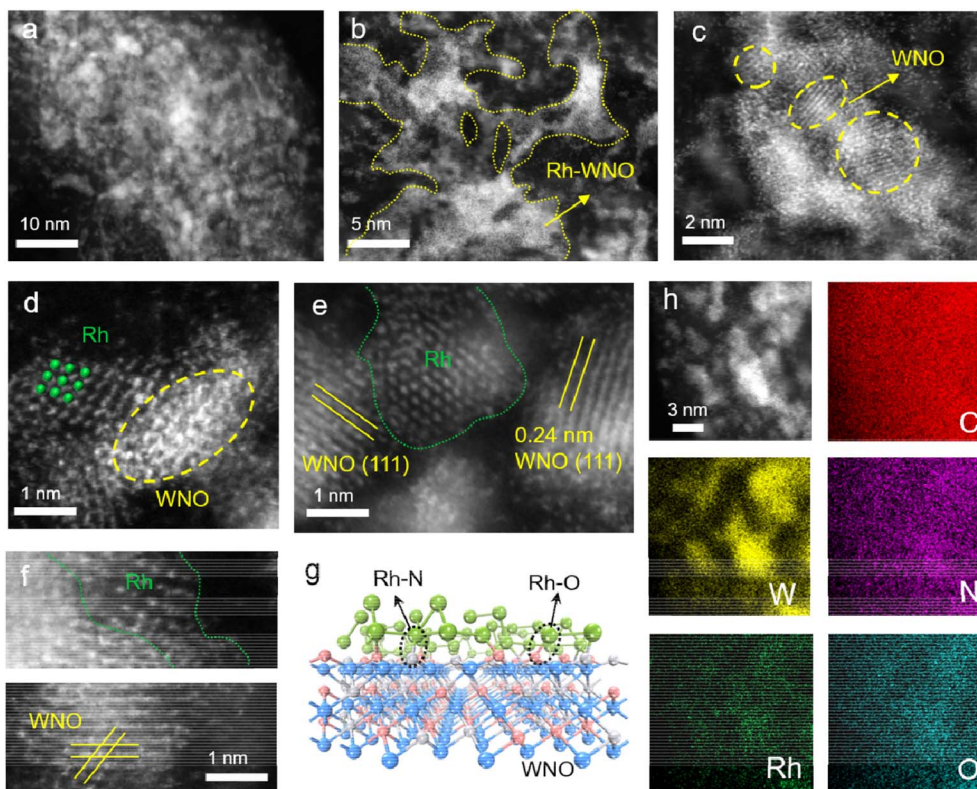 a
10 nm
b
Rh-WNO
5 nm
c
WNO
2 nm
d
Rh
WNO
1 nm
e
Rh
WNO (111)
0.24 nm
WNO (111)
1 nm
f
Rh
WNO
1 nm
g
Rh-N
Rh-O
WNO
h
3 nm
C
W
N
Rh
O